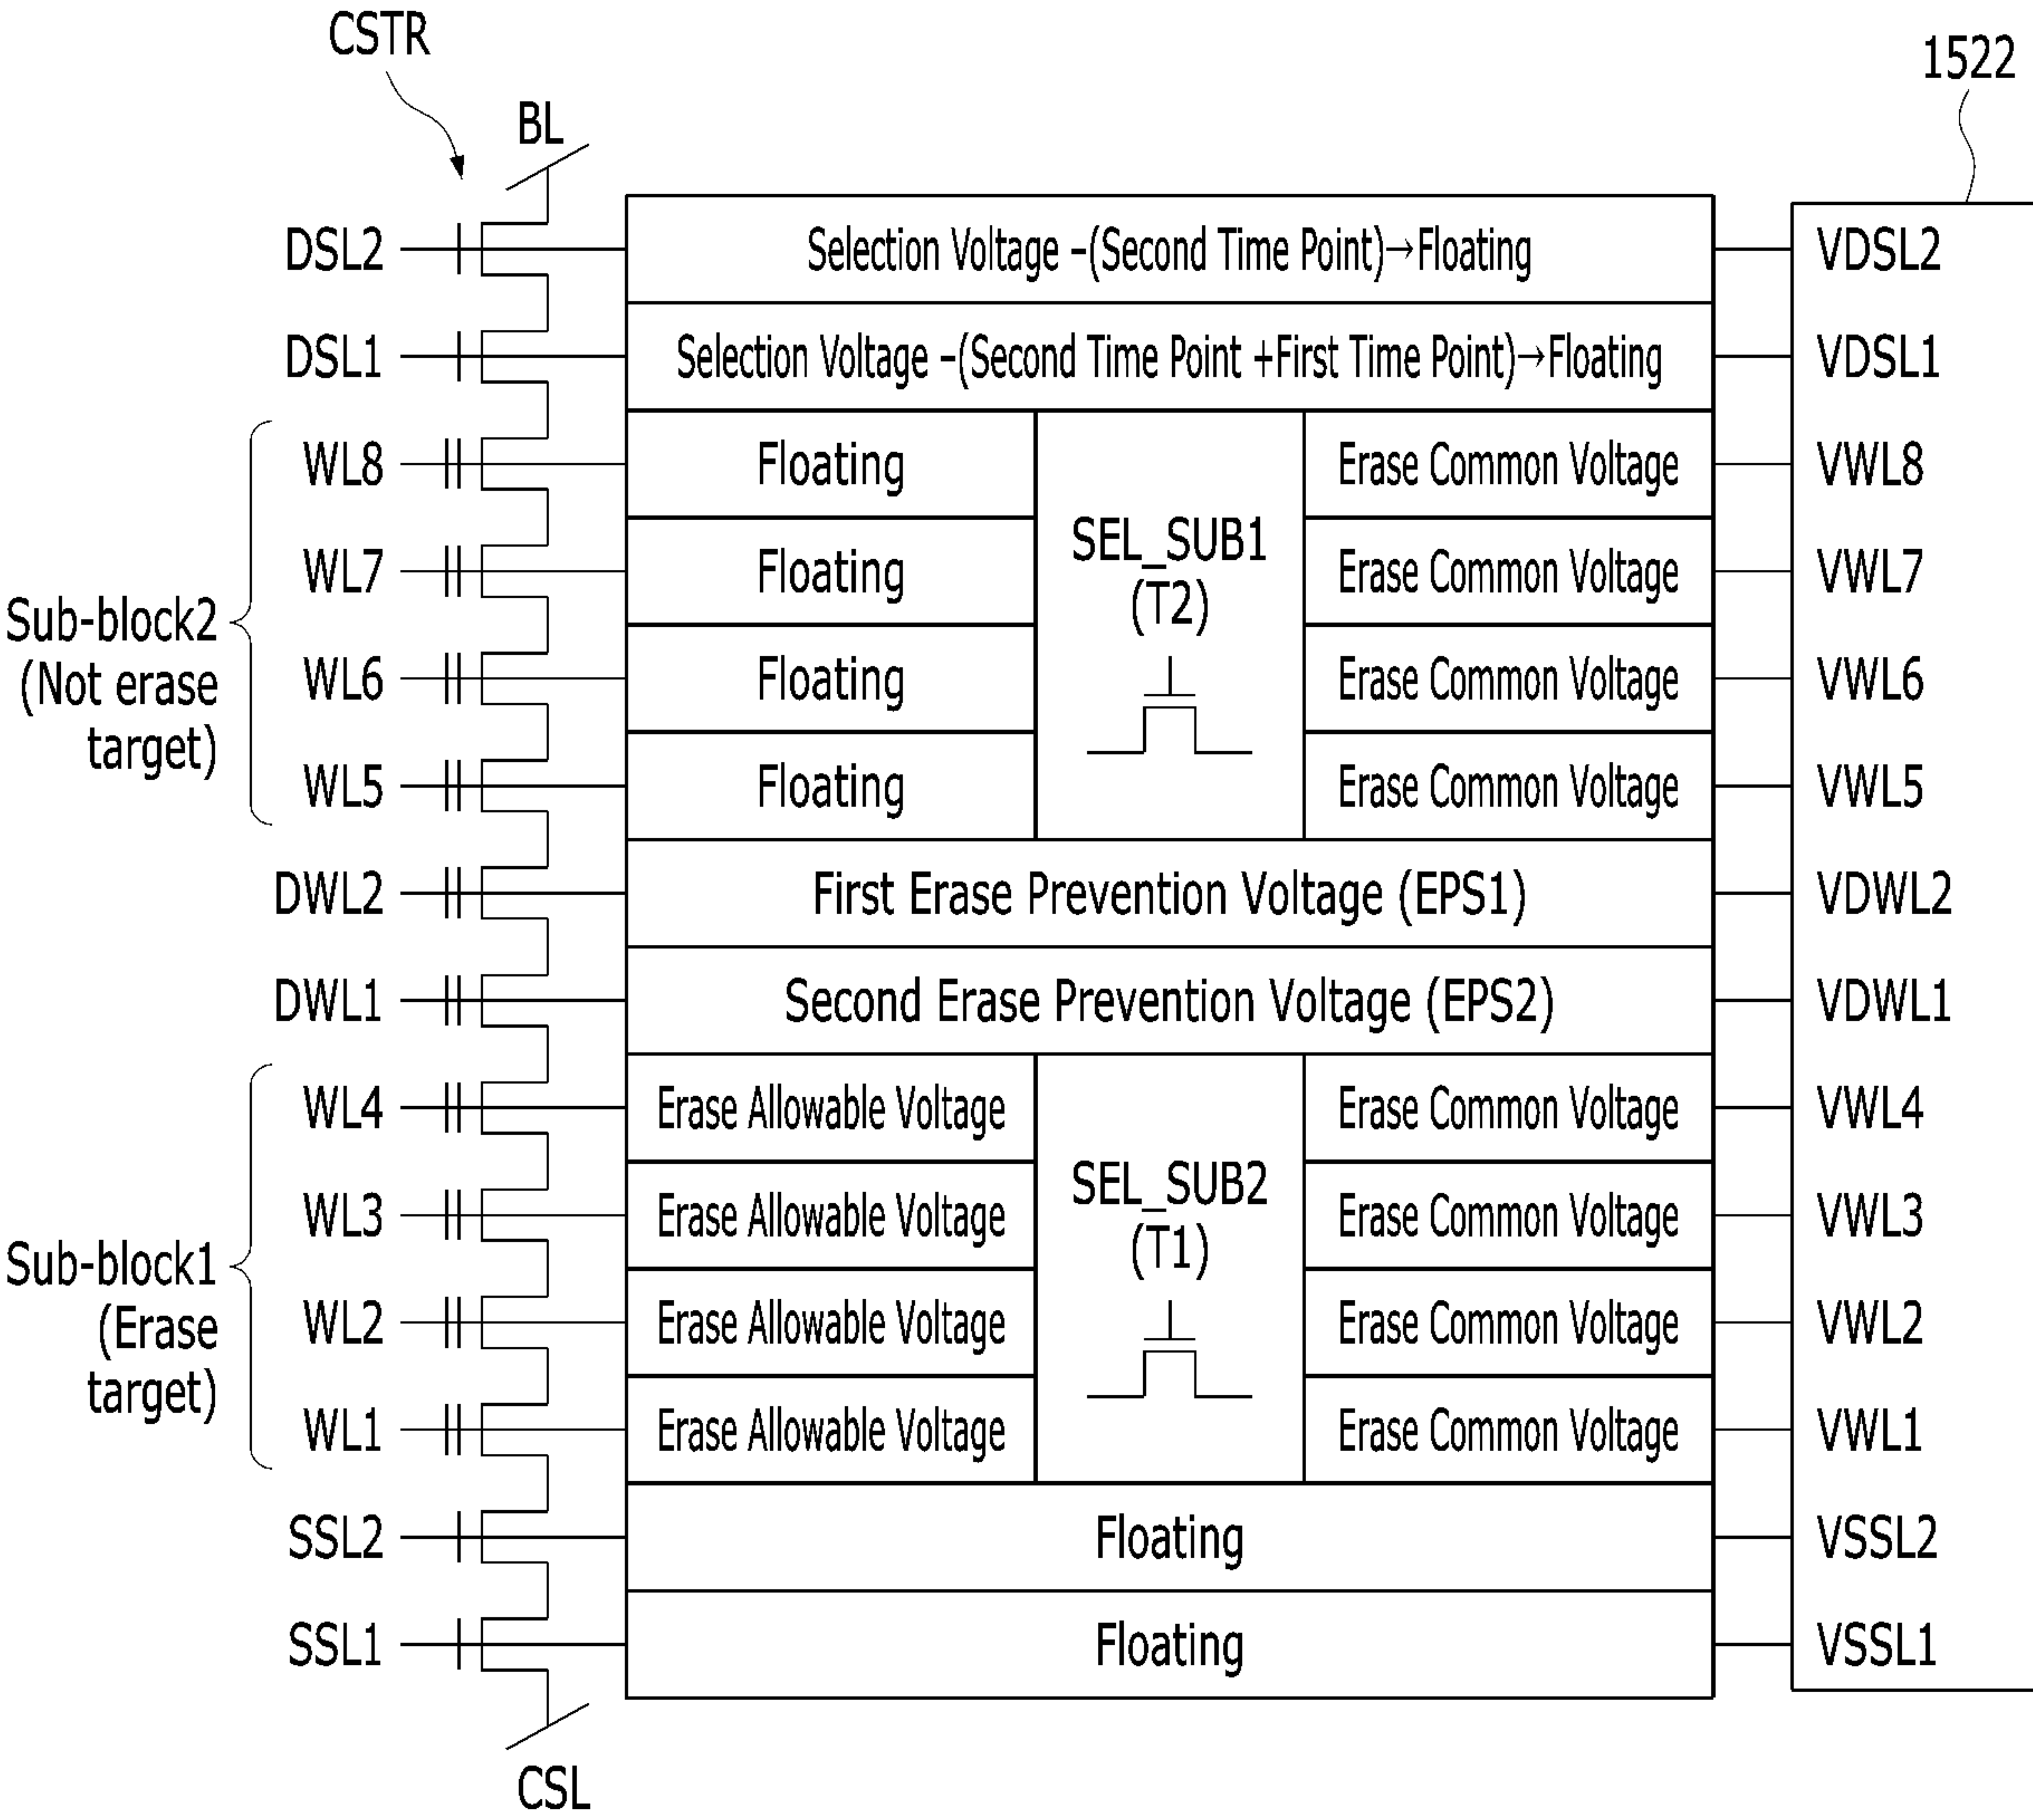 CSTR
1522
BL
DSL2 Selection Voltage –(Second Time Point)→Floating VDSL2
DSL1 Selection Voltage –(Second Time Point +First Time Point)→Floating VDSL1
WL8 Floating Erase Common Voltage VWL8
SEL_SUB1
(T2)
WL7 Floating Erase Common Voltage VWL7
Sub-block2
(Not erase
target)
WL6 Floating Erase Common Voltage VWL6
WL5 Floating Erase Common Voltage VWL5
DWL2 First Erase Prevention Voltage (EPS1) VDWL2
DWL1 Second Erase Prevention Voltage (EPS2) VDWL1
WL4 Erase Allowable Voltage Erase Common Voltage VWL4
SEL_SUB2
(T1)
WL3 Erase Allowable Voltage Erase Common Voltage VWL3
Sub-block1
(Erase
target)
WL2 Erase Allowable Voltage Erase Common Voltage VWL2
WL1 Erase Allowable Voltage Erase Common Voltage VWL1
SSL2 Floating VSSL2
SSL1 Floating VSSL1
CSL